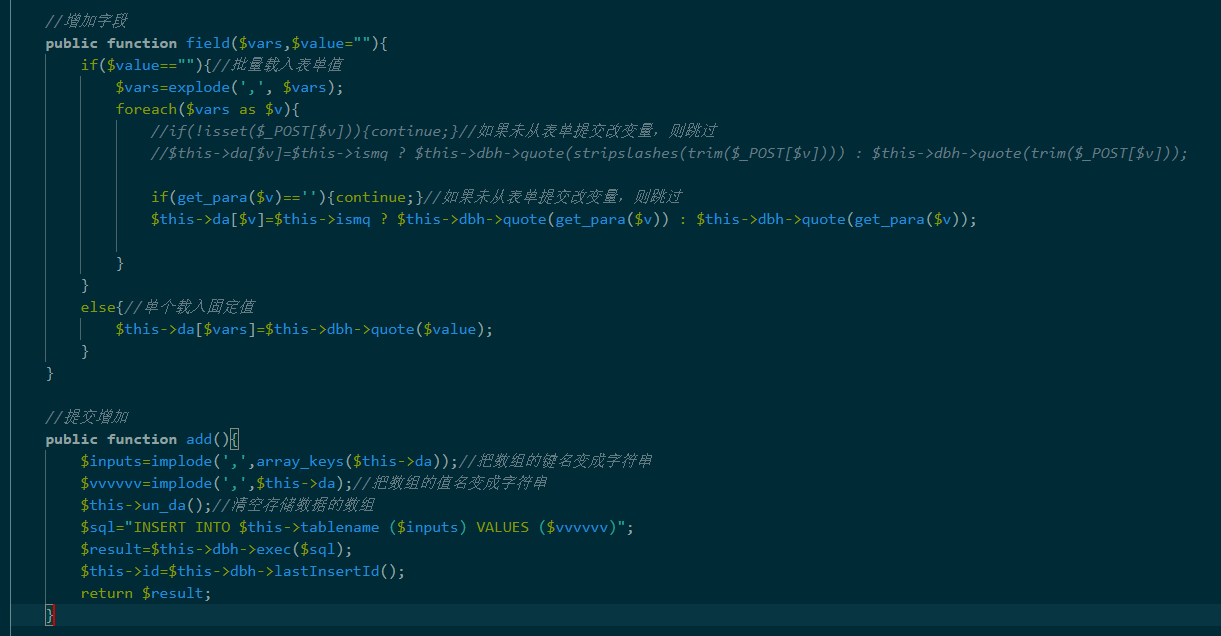 //增加字段
public function field($vars,$value=""){
if($value==""){//批量载入表单值
$vars=explode(',', $vars);
foreach($vars as $v){
//if(!isset($_POST[$v])){continue;}//如果未从表单提交改变量，则跳过
//$this->da[$v]=$this->ismq ? $this->dbh->quote(stripslashes(trim($_POST[$v]))) : $this->dbh->quote(trim($_POST[$v]));
if(get_para($v)==''){continue;}//如果未从表单提交改变量，则跳过
$this->da[$v]=$this->ismq ? $this->dbh->quote(get_para($v)) : $this->dbh->quote(get_para($v));
}
}
else{//单个载入固定值
$this->da[$vars]=$this->dbh->quote($value);
}
}
//提交增加
public function add(){
$inputs=implode(',',array_keys($this->da));//把数组的键名变成字符串
$vvvvvv=implode(',',$this->da);//把数组的值名变成字符串
$this->un_da();//清空存储数据的数组
$sql="INSERT INTO $this->tablename ($inputs) VALUES ($vvvvvv)";
$result=$this->dbh->exec($sql);
$this->id=$this->dbh->lastInsertId();
return $result;
}